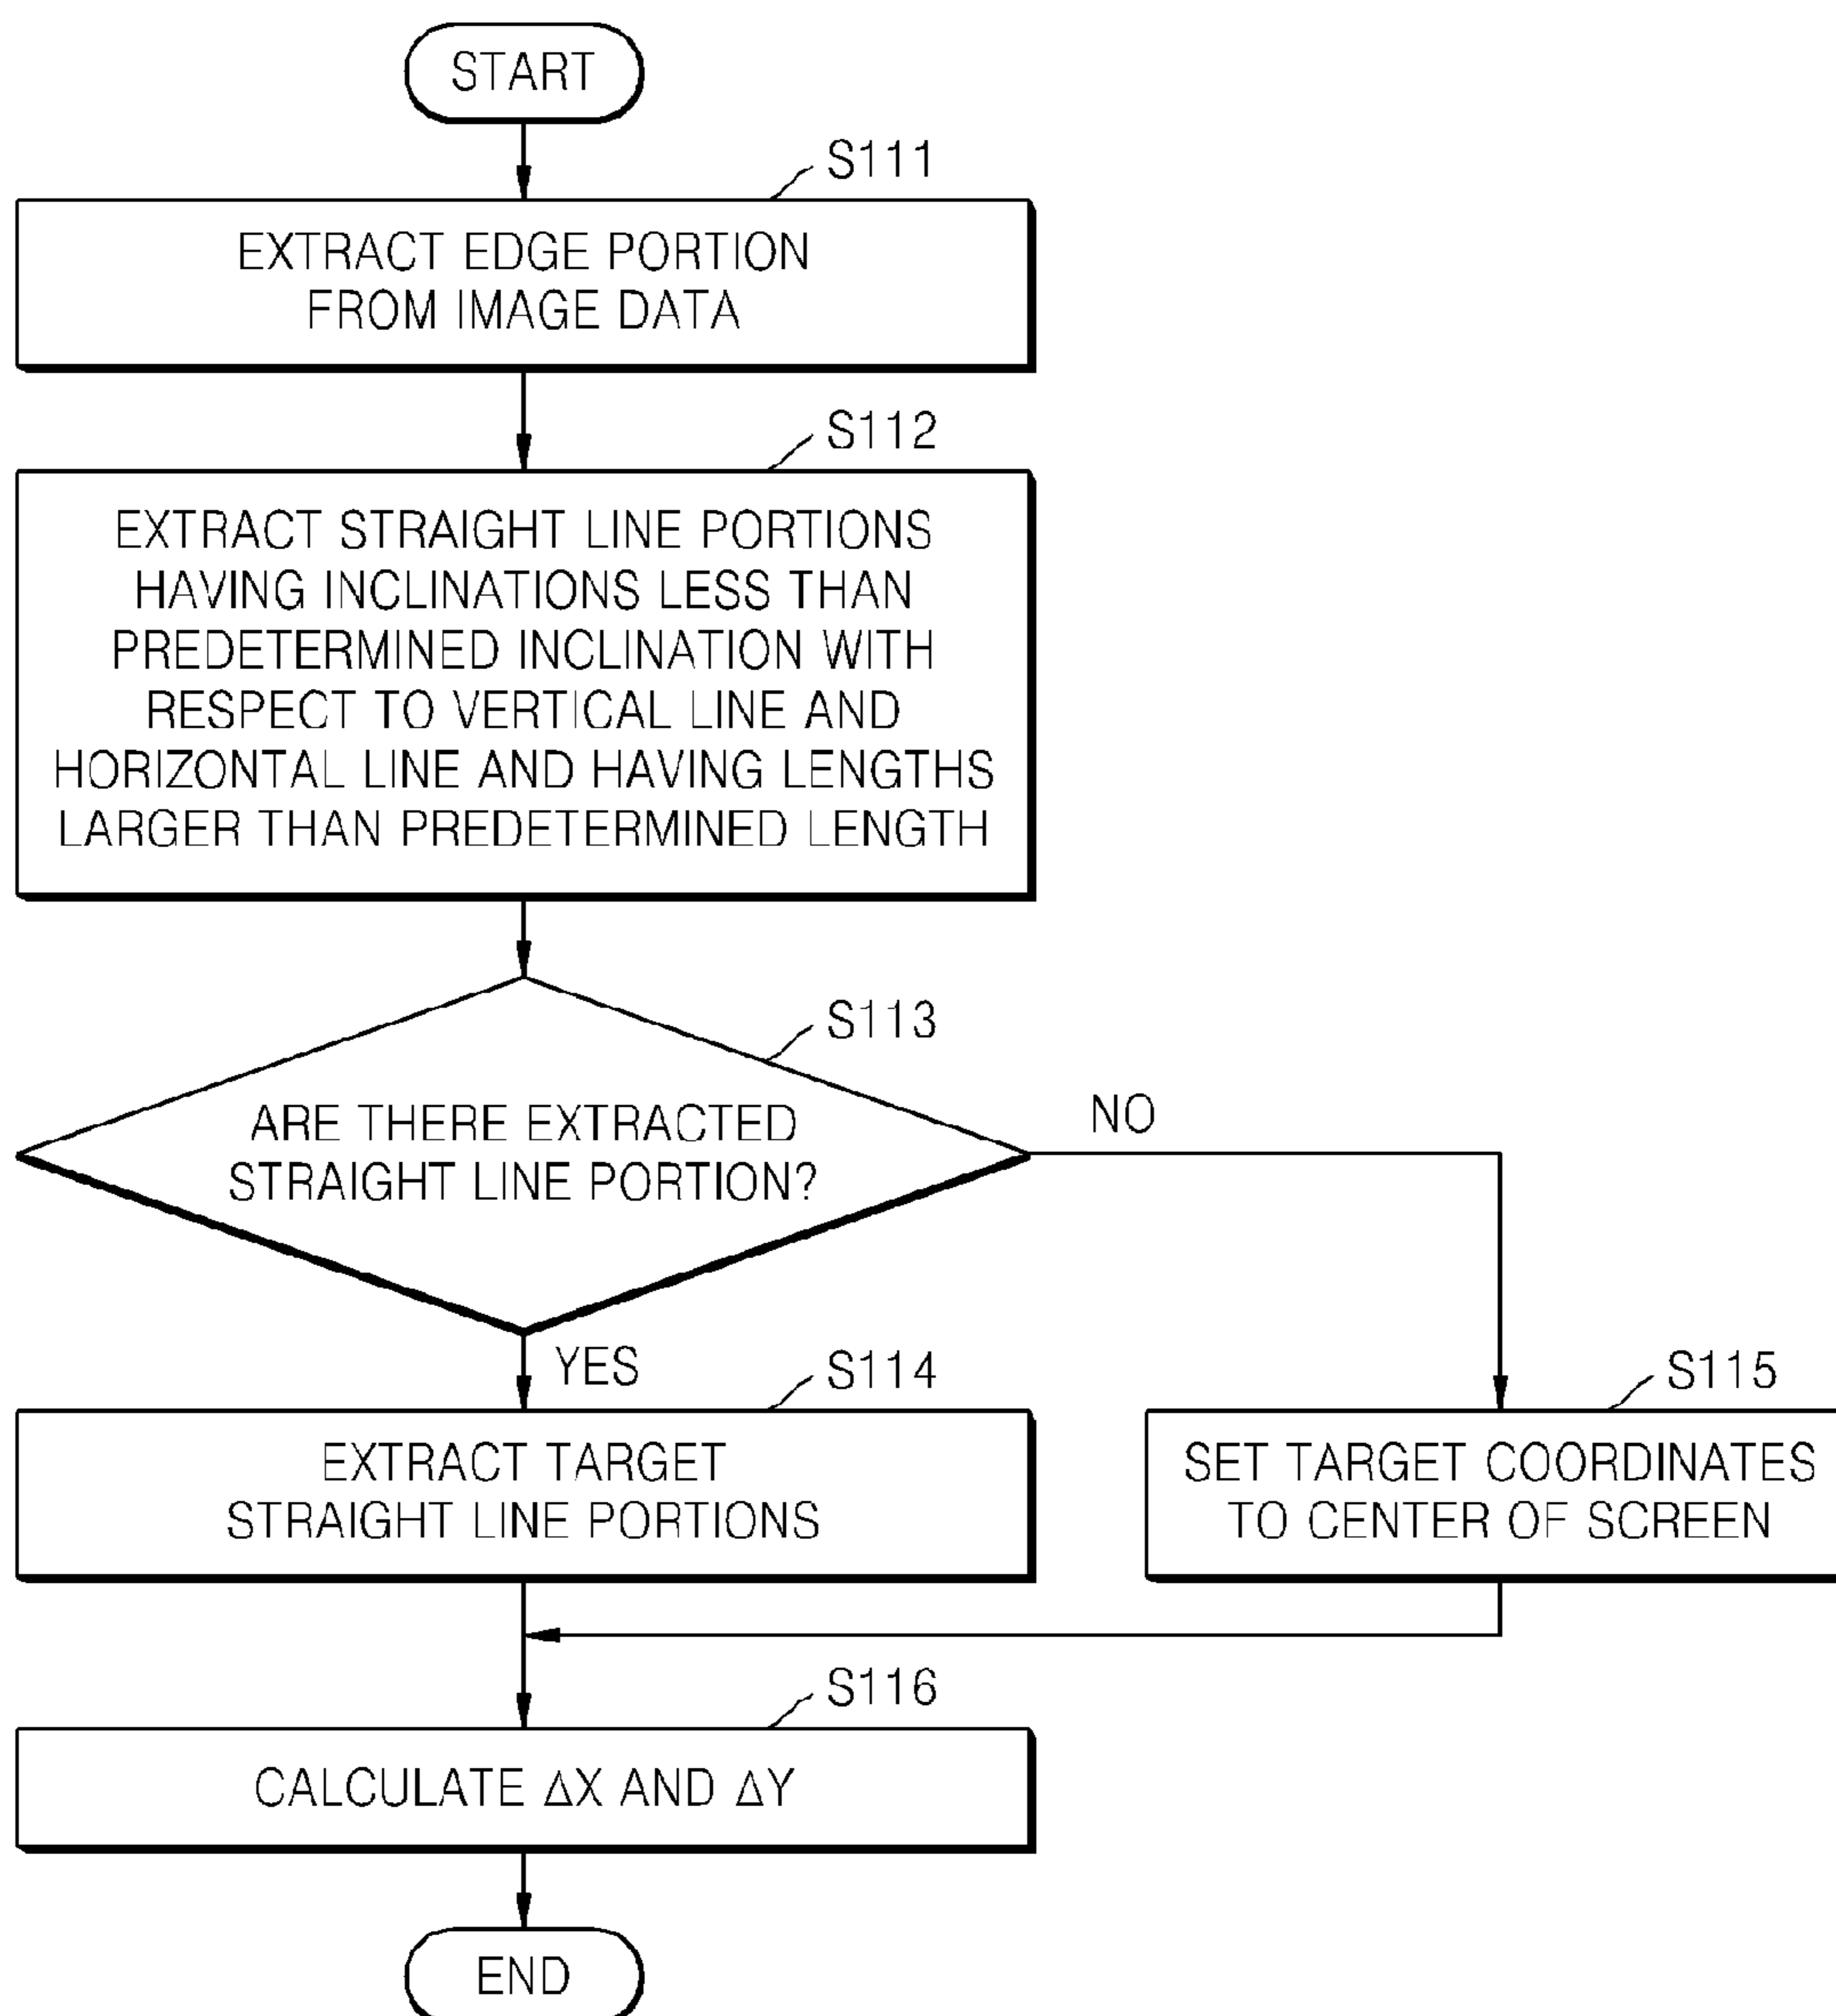 START
S111
EXTRACT EDGE PORTION
FROM IMAGE DATA
S112
EXTRACT STRAIGHT LINE PORTIONS
HAVING INCLINATIONS LESS THAN
PREDETERMINED INCLINATION WITH
RESPECT TO VERTICAL LINE AND
HORIZONTAL LINE AND HAVING LENGTHS
LARGER THAN PREDETERMINED LENGTH
S113
ARE THERE EXTRACTED
STRAIGHT LINE PORTION?
NO
YES
S114
EXTRACT TARGET
STRAIGHT LINE PORTIONS
S115
SET TARGET COORDINATES
TO CENTER OF SCREEN
S116
CALCULATE ΔX AND ΔY
END